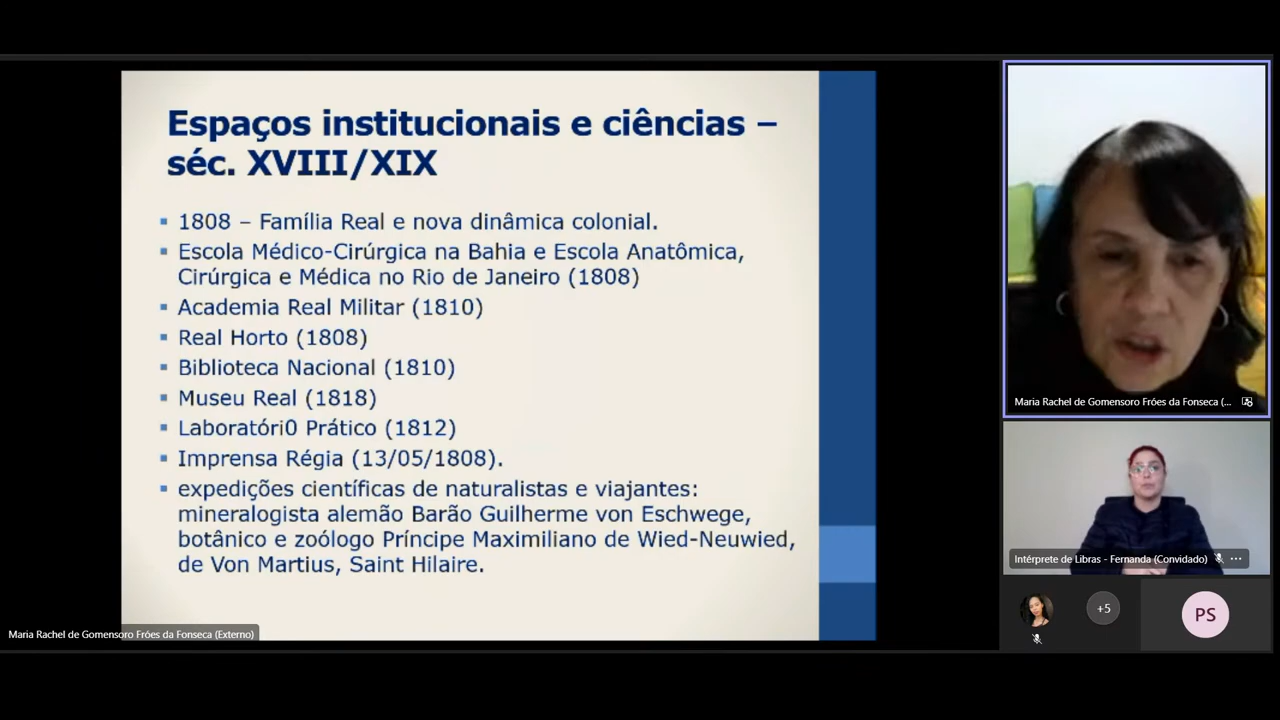 Espaços institucionais e ciências –
séc. XVIII/XIX
▪ 1808 – Família Real e nova dinâmica colonial.
▪ Escola Médico-Cirúrgica na Bahia e Escola Anatômica,
Cirúrgica e Médica no Rio de Janeiro (1808)
▪ Academia Real Militar (1810)
▪ Real Horto (1808)
▪ Biblioteca Nacional (1810)
▪ Museu Real (1818)
▪ Laboratóri0 Prático (1812)
▪ Imprensa Régia (13/05/1808).
▪ expedições científicas de naturalistas e viajantes:
mineralogista alemão Barão Guilherme von Eschwege,
botânico e zoólogo Príncipe Maximiliano de Wied-Neuwied,
de Von Martius, Saint Hilaire.
Maria Rachel de Gomensoro Fróes da Fonseca (Externo)
Maria Rachel de Gomensoro Fróes da Fonseca (...
Intérprete de Libras - Fernanda (Convidado)
+5
PS